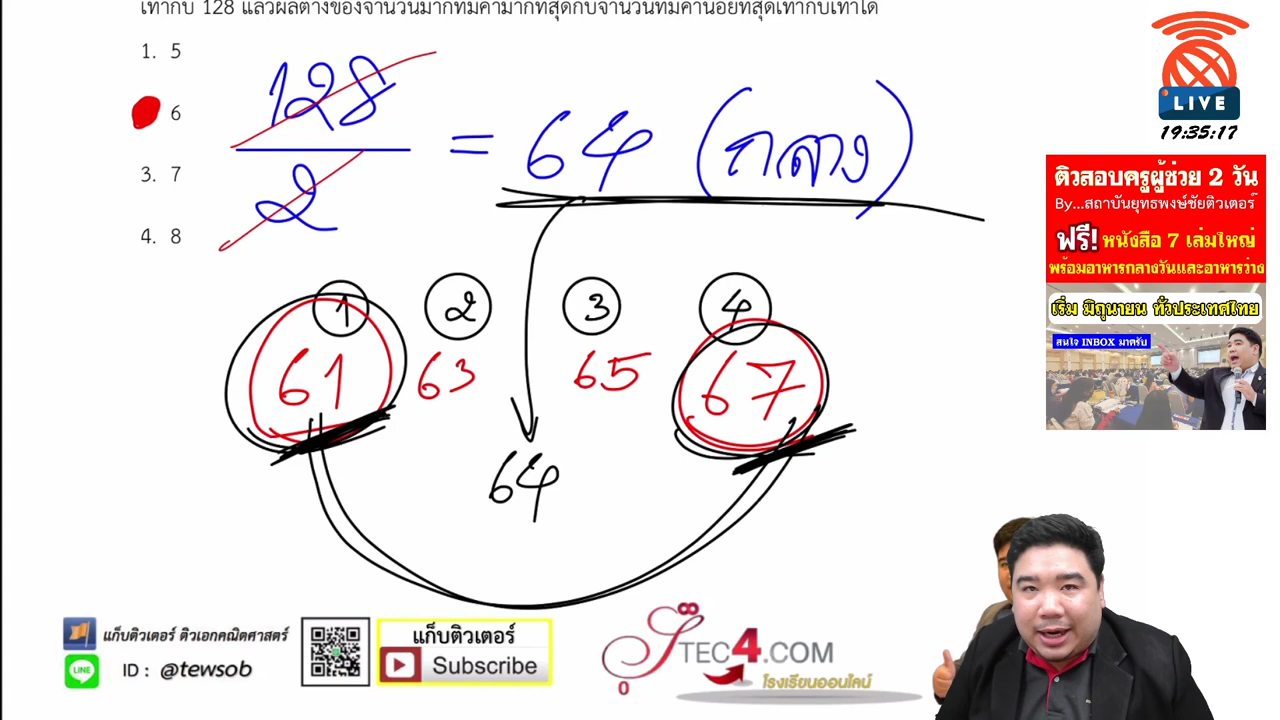 เท่ากับ 128 แล้วผลต่างของจำนวนมากที่มีค่ามากที่สุดกับจำนวนที่มีค่าน้อยที่สุดเท่ากับเท่าใด
1. 5
6
3. 7
4. 8
128
2
= 64 (กลาง)
1 2 3 4
61 63 65 67
64
LIVE
19:35:17
ติวสอบครูผู้ช่วย 2 วัน
By...สถาบันยุทธพงษ์ชัยติวเตอร์
ฟรี! หนังสือ 7 เล่มใหญ่
พร้อมอาหารกลางวันและอาหารว่าง
เริ่ม มิถุนายน ทั่วประเทศไทย
สนใจ INBOX มาครับ
แก็บติวเตอร์ ติวเอกคณิตศาสตร์
LINE
ID : @tewsob
แก็บติวเตอร์
Subscribe
TEC4.COM
โรงเรียนออนไลน์